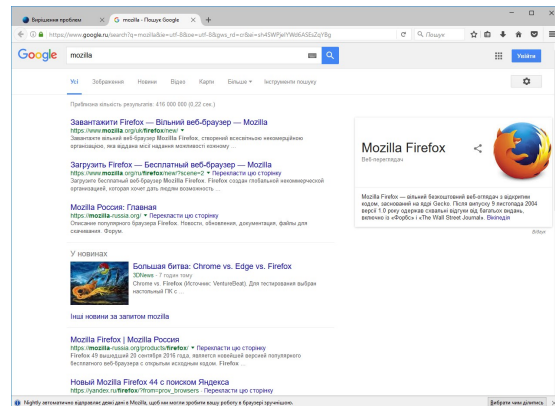 Вирішення проблем
mozilla - Пошук Google
https://www.google.ru/search?q=mozilla&ie=utf-8&oe=utf-8&gws_rd=cr&ei=
Пошук
Google
mozilla
Увійти
Усі Зображення Новини Відео Карти Більше Інструменти пошуку
Приблизна кількість результатів: 416 000 000 (0,22 сек.)
Завантажити Firefox — Вільний веб-браузер — Mozilla
https://www.mozilla.org/uk/firefox/new/
Завантажте вільний веб-браузер Mozilla Firefox, створений всесвітньою некомерційною
організацією, яка віддана місії надання можливості кожному ...
Загрузить Firefox — Бесплатный веб-браузер — Mozilla
https://www.mozilla.org/ru/firefox/new/?scene=2 Перекласти цю сторінку
Загрузите бесплатный веб-браузер Mozilla Firefox. Firefox создан глобальной некоммерческой
организацией, которая хочет дать людям возможность ...
Mozilla Россия: Главная
https://mozilla-russia.org/ Перекласти цю сторінку
Описание популярного браузера Firefox. Новости, обновления, документация, файлы для
скачивания. Форум.
У новинах
Большая битва: Chrome vs. Edge vs. Firefox
3DNews - 7 годин тому
Chrome vs. Firefox (Источник: VentureBeat). Для тестирования выбран
настольный ПК с ...
Інші новини за запитом mozilla
Mozilla Firefox | Mozilla Россия
https://mozilla-russia.org/products/firefox/ Перекласти цю сторінку
Firefox 49 вышедший 20 сентября 2016 года, является новейшей версией популярного
бесплатного веб-браузера с открытым исходным кодом. Firefox ...
Новый Mozilla Firefox 44 с поиском Яндекса
https://yandex.ru/firefox/?from=prov_browsers Перекласти цю сторінку
Mozilla Firefox
Веб-переглядач
Mozilla Firefox — вільний безкоштовний веб-оглядач з відкритим
кодом, заснований на ядрі Gecko. Після випуску 9 листопада 2004
версії 1.0 року одержав схвальні відгуки від багатьох видань,
включно із «Форбс» і «The Wall Street Journal». Вікіпедія
Відгук
Nightly автоматично відправляє деякі дані в Mozilla, щоб ми могли зробити вашу роботу в браузері зручнішою.
Вибрати чим ділитись